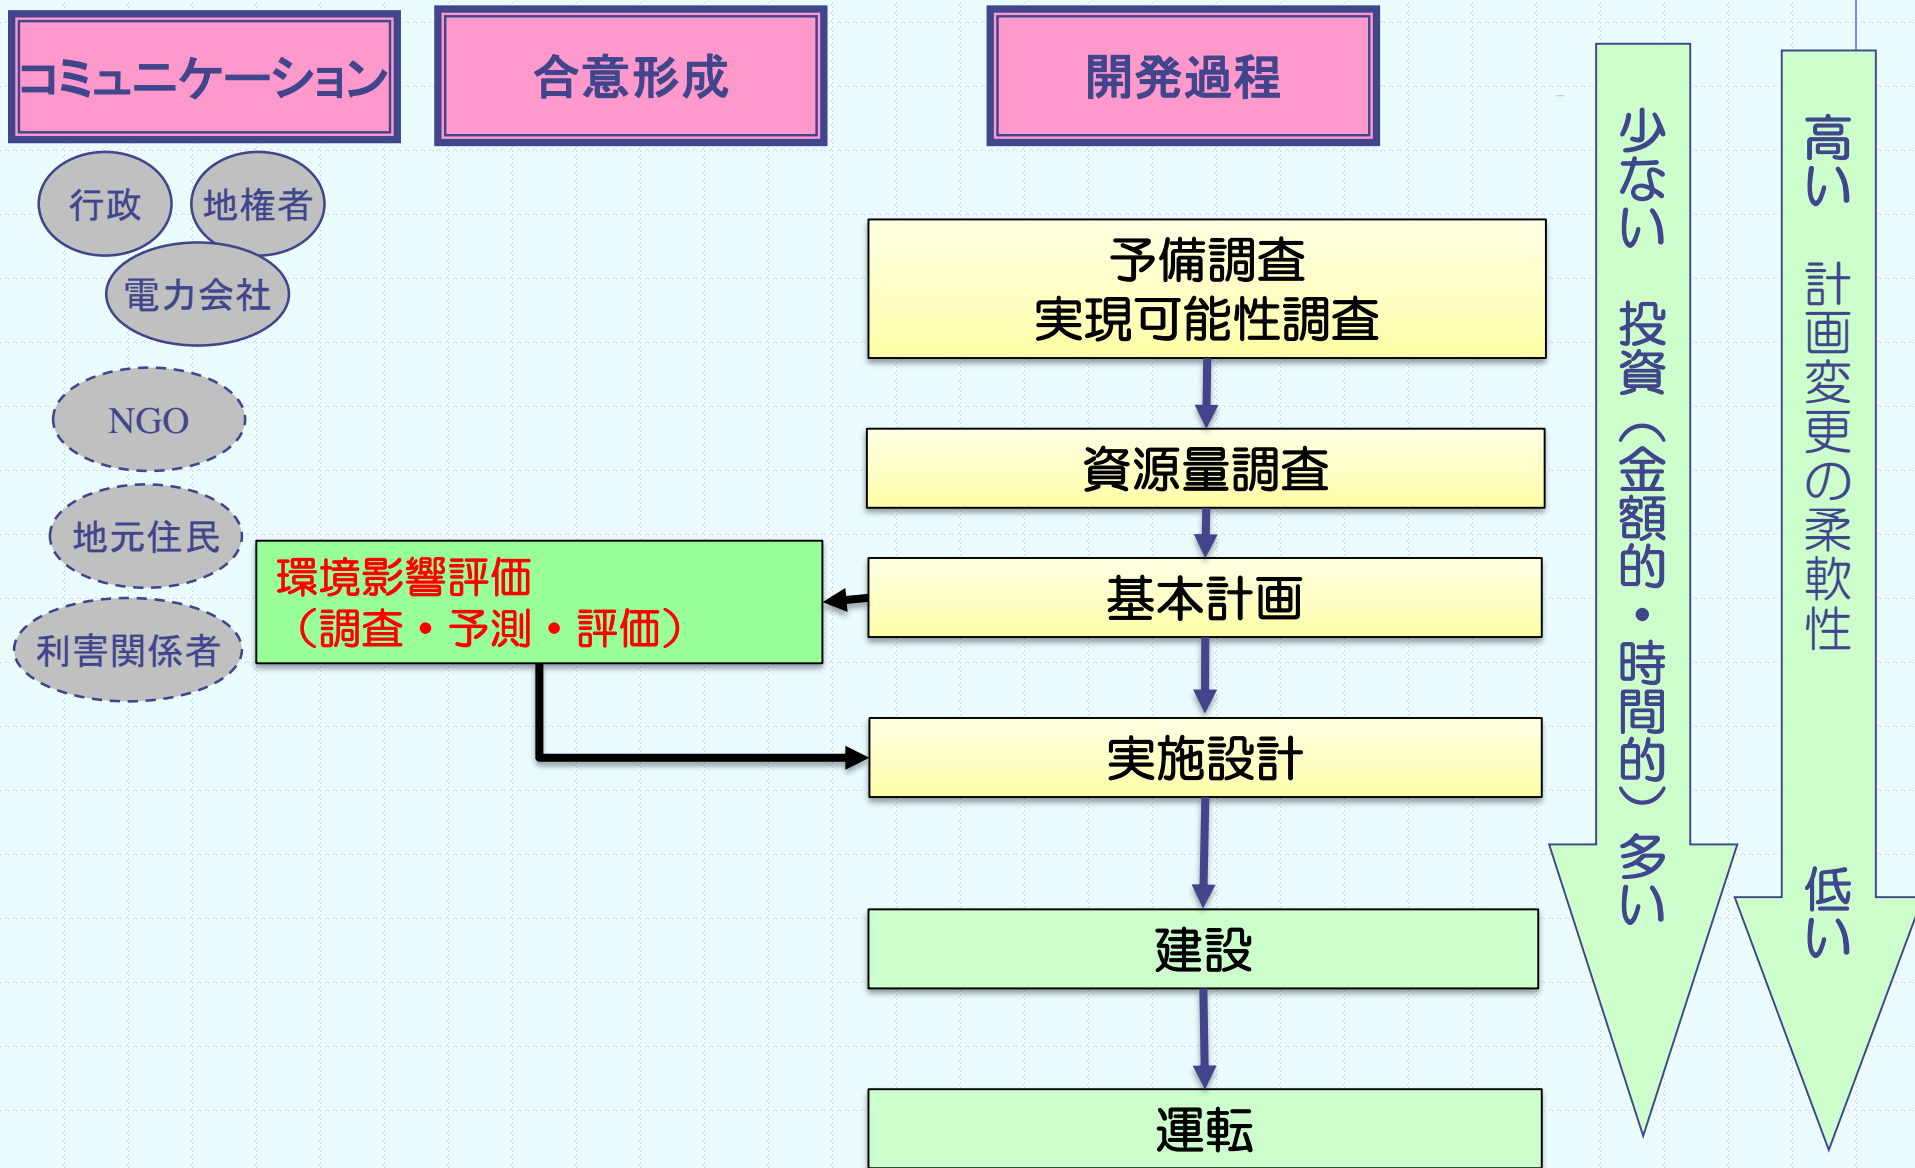 コミュニケーション
合意形成
開発過程
行政
地権者
電力会社
NGO
地元住民
利害関係者
環境影響評価
（調査・予測・評価）
予備調査
実現可能性調査
資源量調査
基本計画
実施設計
建設
運転
少ない 投資（金額的・時間的）多い
高い 計画変更の柔軟性 低い